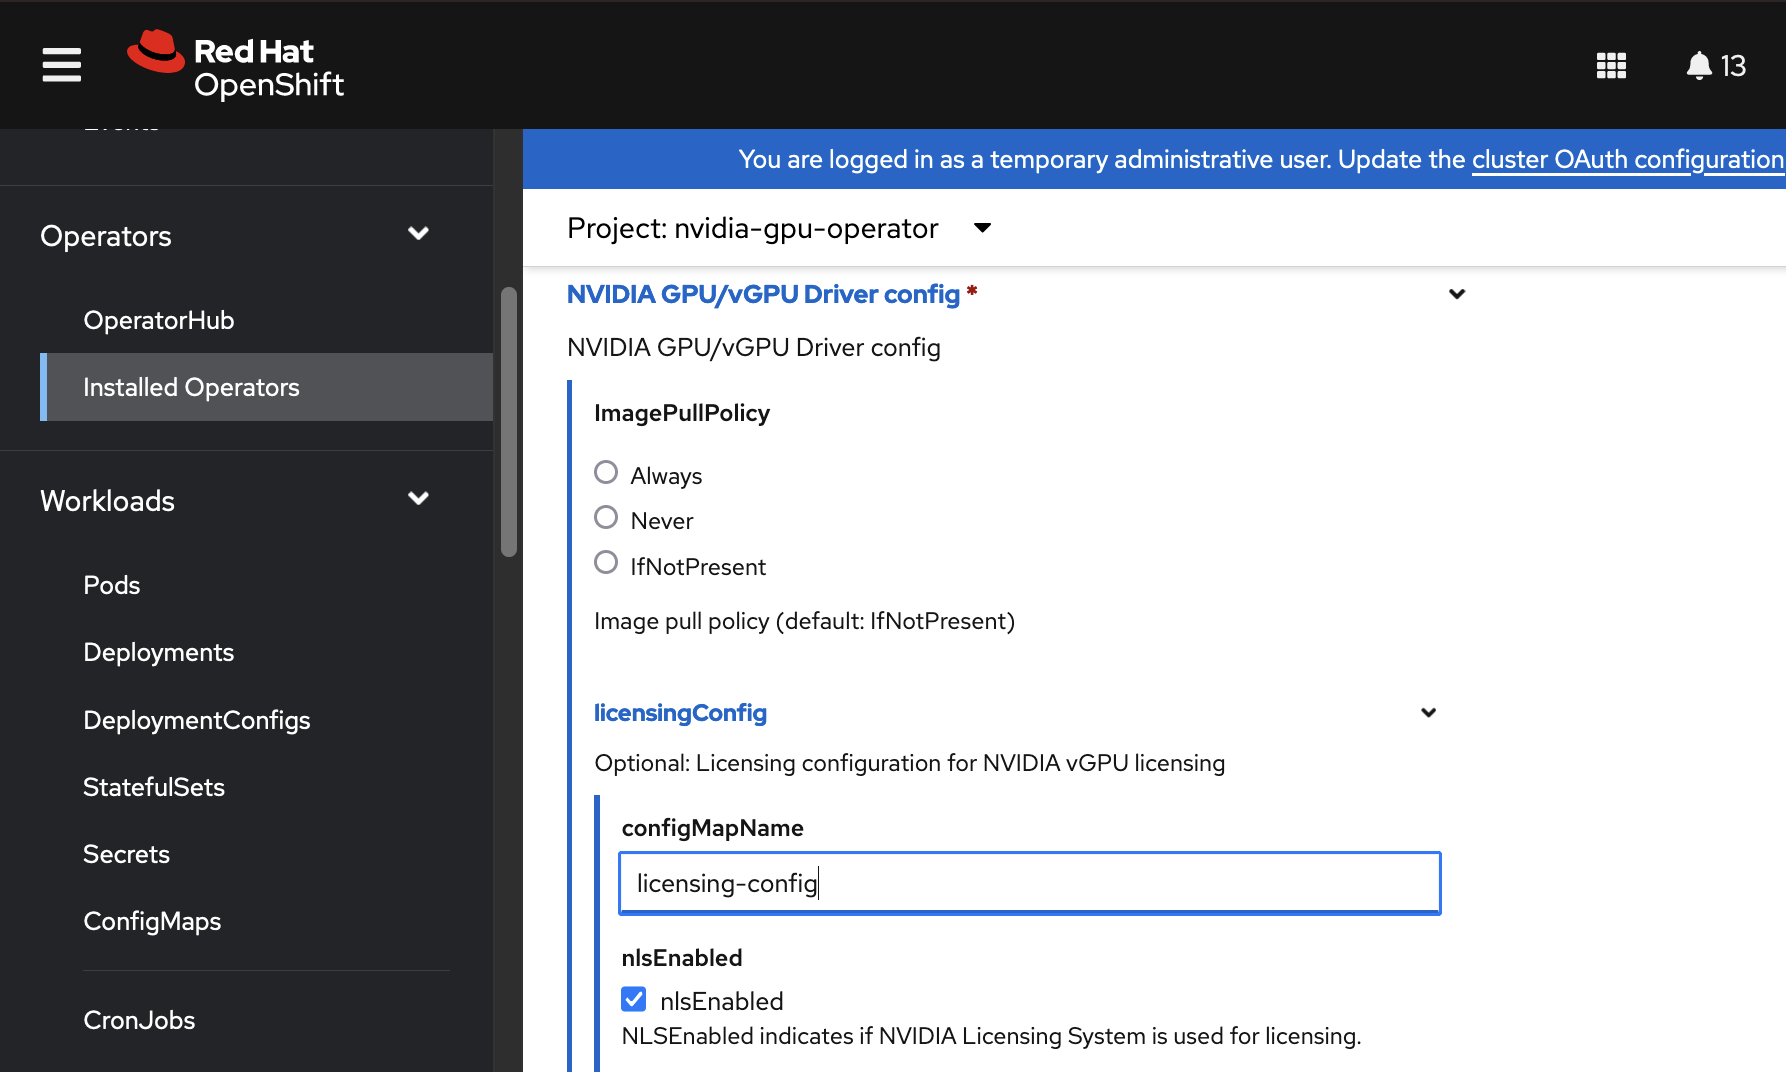 Red Hat
OpenShift
13
Events
You are logged in as a temporary administrative user. Update the cluster OAuth configuration
Operators
OperatorHub
Installed Operators
Workloads
Pods
Deployments
DeploymentConfigs
StatefulSets
Secrets
ConfigMaps
CronJobs
Project: nvidia-gpu-operator
NVIDIA GPU/vGPU Driver config *
NVIDIA GPU/vGPU Driver config
ImagePullPolicy
Always
Never
IfNotPresent
Image pull policy (default: IfNotPresent)
licensingConfig
Optional: Licensing configuration for NVIDIA vGPU licensing
configMapName
licensing-config
nlsEnabled
nlsEnabled
NLSEnabled indicates if NVIDIA Licensing System is used for licensing.